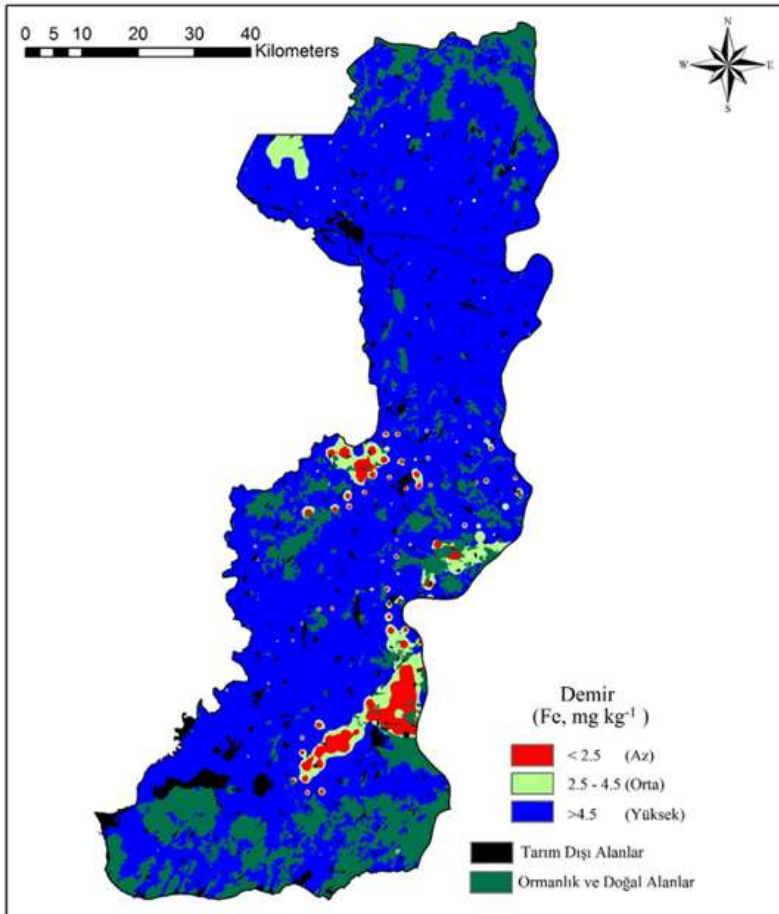 0 5 10 20 30 40
Kilometers
N
W E
S
Demir
(Fe, mg kg⁻¹ )
< 2.5 (Az)
2.5 - 4.5 (Orta)
>4.5 (Yüksek)
Tarım Dışı Alanlar
Ormanlık ve Doğal Alanlar